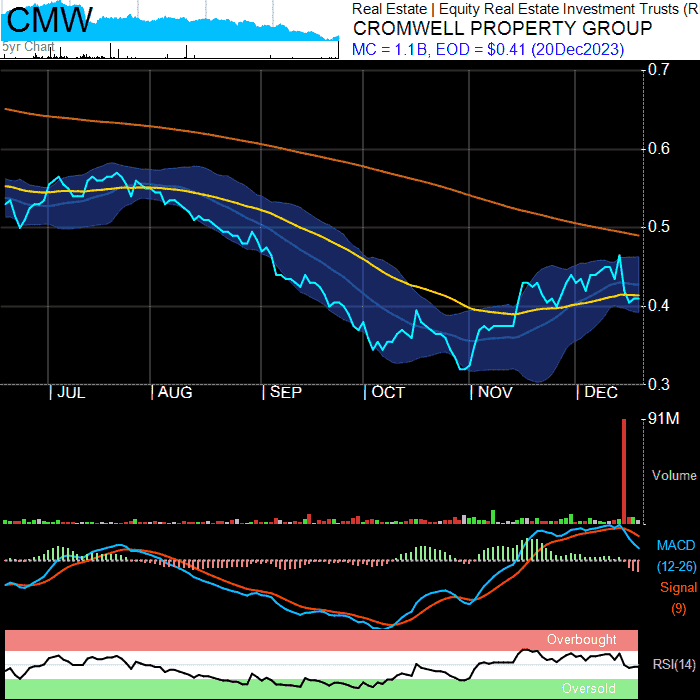 CMW
5yr Chart
Real Estate | Equity Real Estate Investment Trusts (R
CROMWELL PROPERTY GROUP
MC = 1.1B, EOD = $0.41 (20Dec2023)
0.7
0.6
0.5
0.4
0.3
| JUL | AUG | SEP | OCT | NOV | DEC
91M
Volume
MACD
(12-26)
Signal
(9)
Overbought
RSI(14)
Oversold